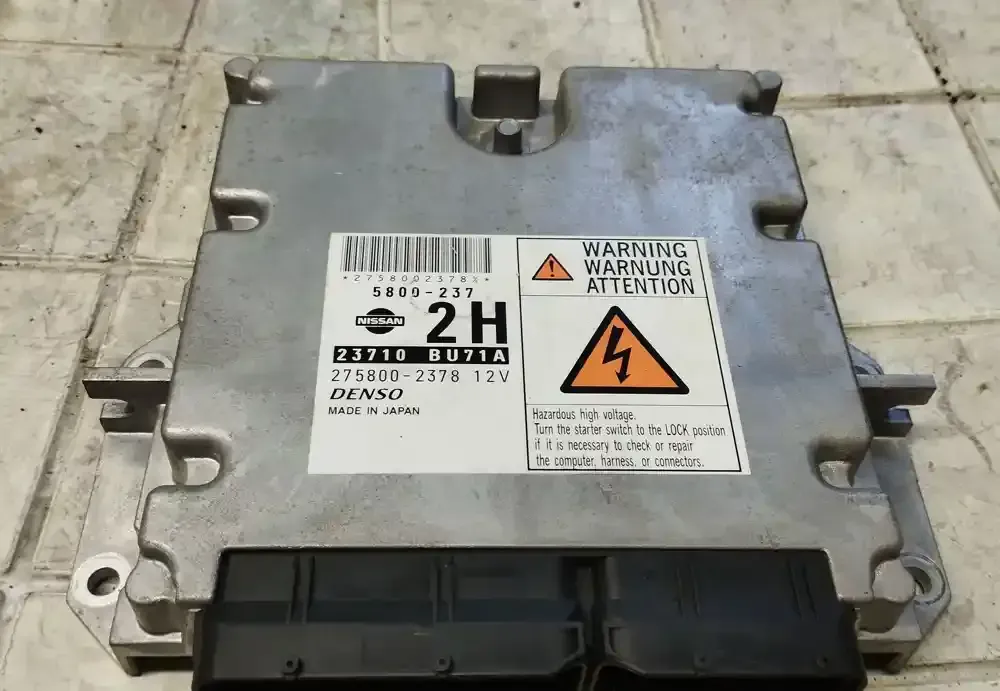 *2758002378%*
5800-237
NISSAN
2H
23710 BU71A
275800-2378 12V
DENSO
MADE IN JAPAN
WARNING
WARNUNG
ATTENTION
Hazardous high voltage.
Turn the starter switch to the LOCK position
if it is necessary to check or repair
the computer, harness, or connectors.